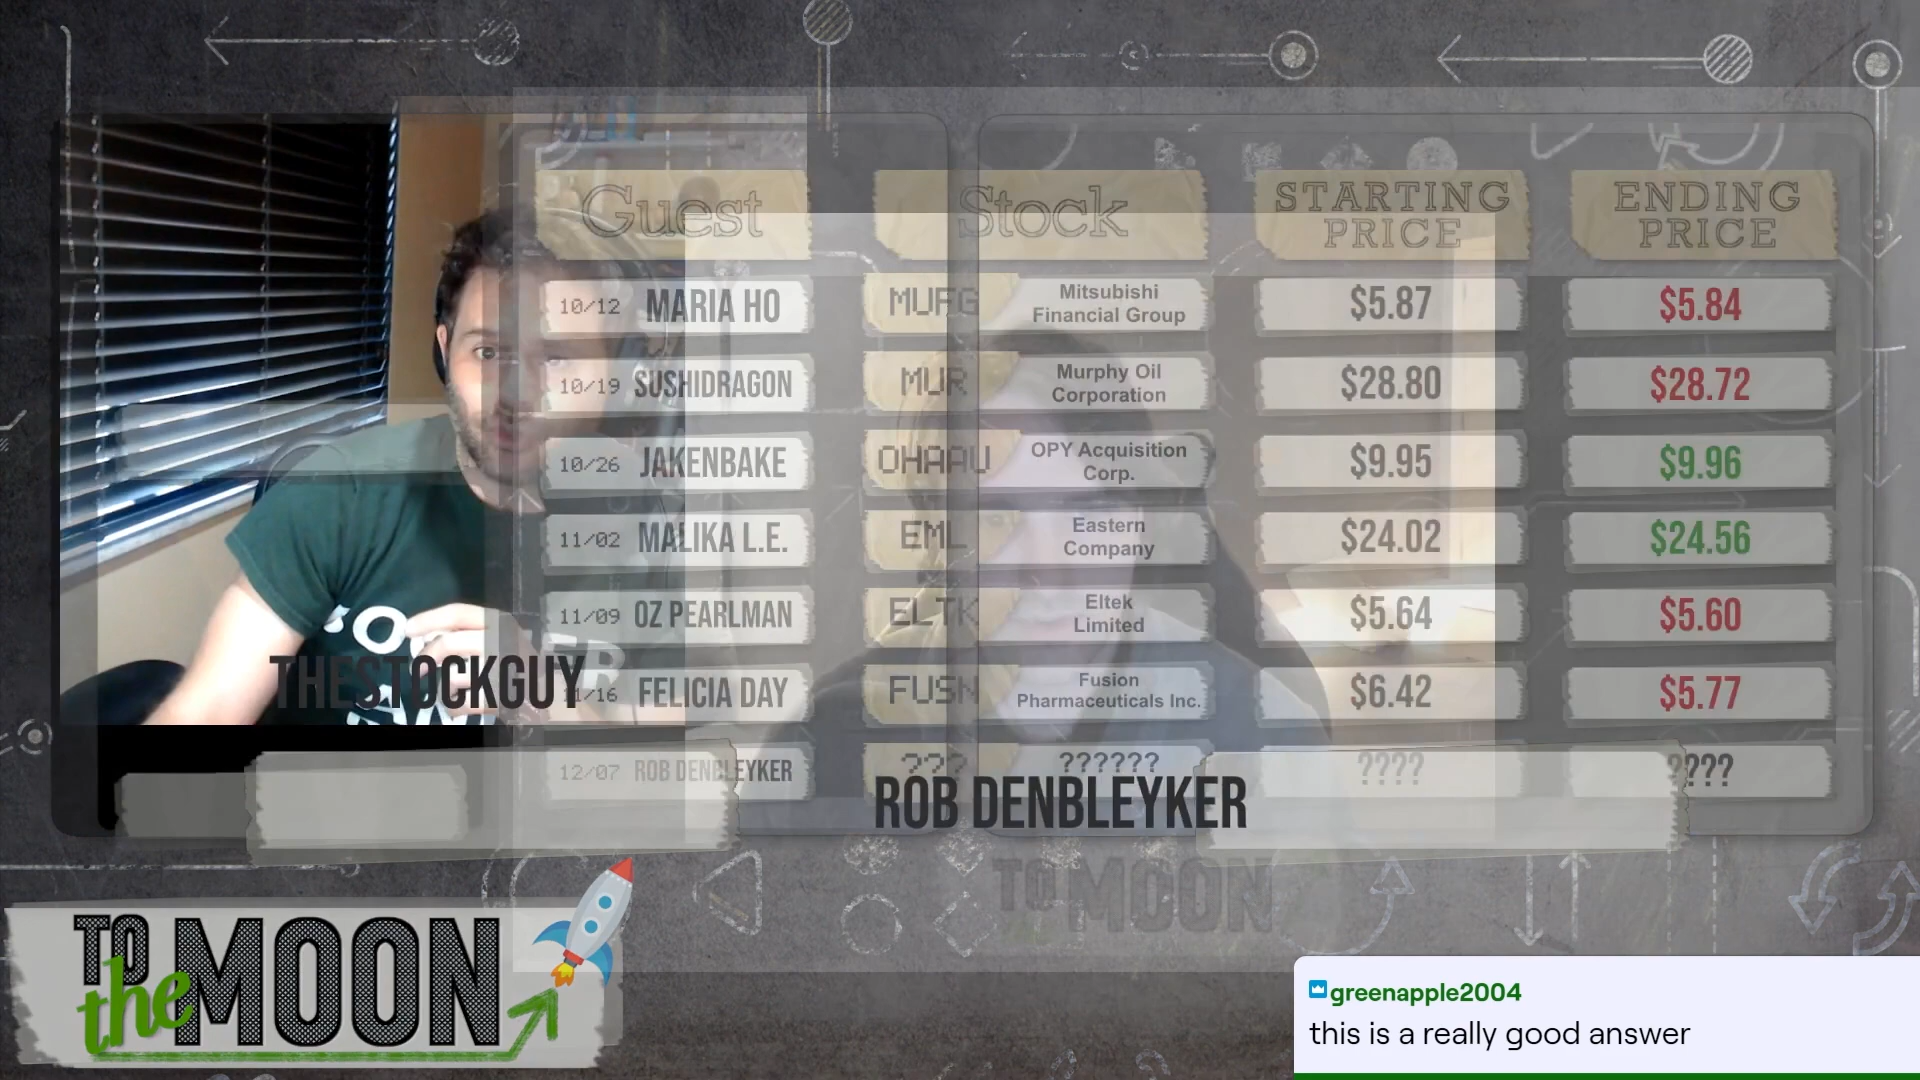 Guest Stock STARTING PRICE ENDING PRICE
10/12 MARIA HO MUFG Mitsubishi Financial Group $5.87 $5.84
10/19 SUSHIDRAGON MUR Murphy Oil Corporation $28.80 $28.72
10/26 JAKENBAKE OHAAU OPY Acquisition Corp. $9.95 $9.96
11/02 MALIKA L.E. EML Eastern Company $24.02 $24.56
11/09 OZ PEARLMAN ELTK Eltek Limited $5.64 $5.60
11/16 FELICIA DAY FUSN Fusion Pharmaceuticals Inc. $6.42 $5.77
12/07 ROB DENBLEYKER ??? ?????? ???? ????
THESTOCKGUY
ROB DENBLEYKER
TO MOON
TO the MOON
greenapple2004
this is a really good answer